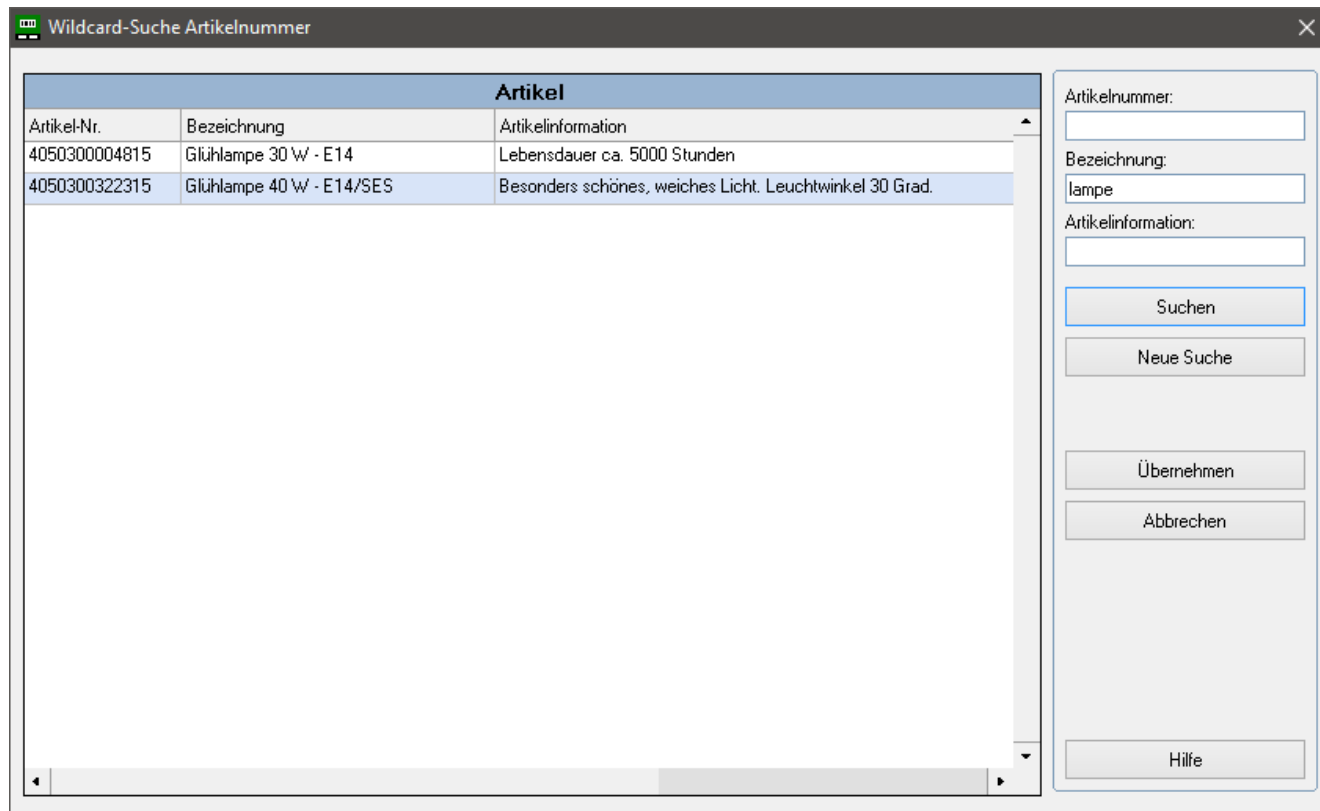 Wildcard-Suche Artikelnummer
Artikel
Artikel-Nr. Bezeichnung Artikelinformation
4050300004815 Glühlampe 30 W - E14 Lebensdauer ca. 5000 Stunden
4050300322315 Glühlampe 40 W - E14/SES Besonders schönes, weiches Licht. Leuchtwinkel 30 Grad.
Artikelnummer:
Bezeichnung:
lampe
Artikelinformation:
Suchen
Neue Suche
Übernehmen
Abbrechen
Hilfe